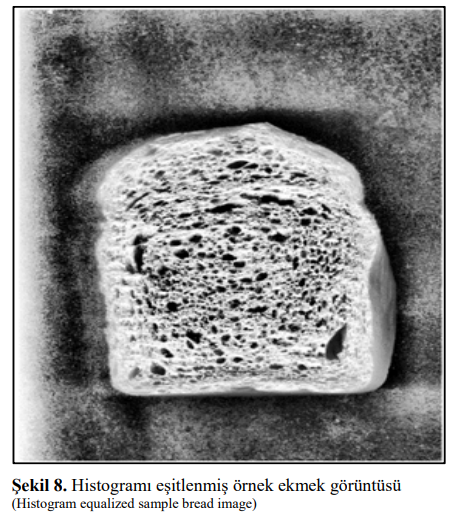 Şekil 8. Histogramı eşitlenmiş örnek ekmek görüntüsü
(Histogram equalized sample bread image)